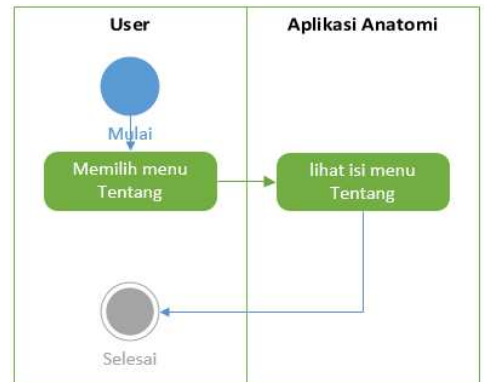 User
Aplikasi Anatomi
Mulai
Memilih menu
Tentang
lihat isi menu
Tentang
Selesai